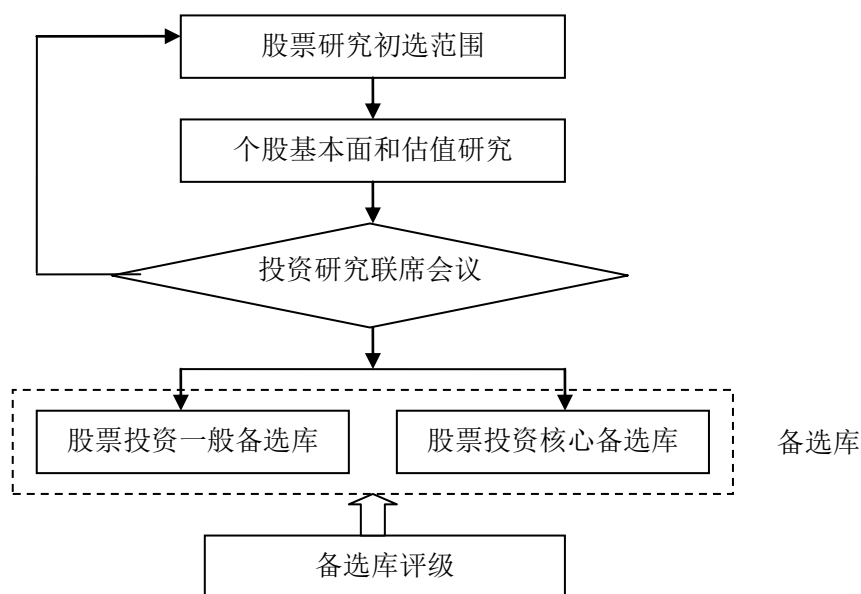 股票研究初选范围
个股基本面和估值研究
投资研究联席会议
股票投资一般备选库
股票投资核心备选库
备选库
备选库评级